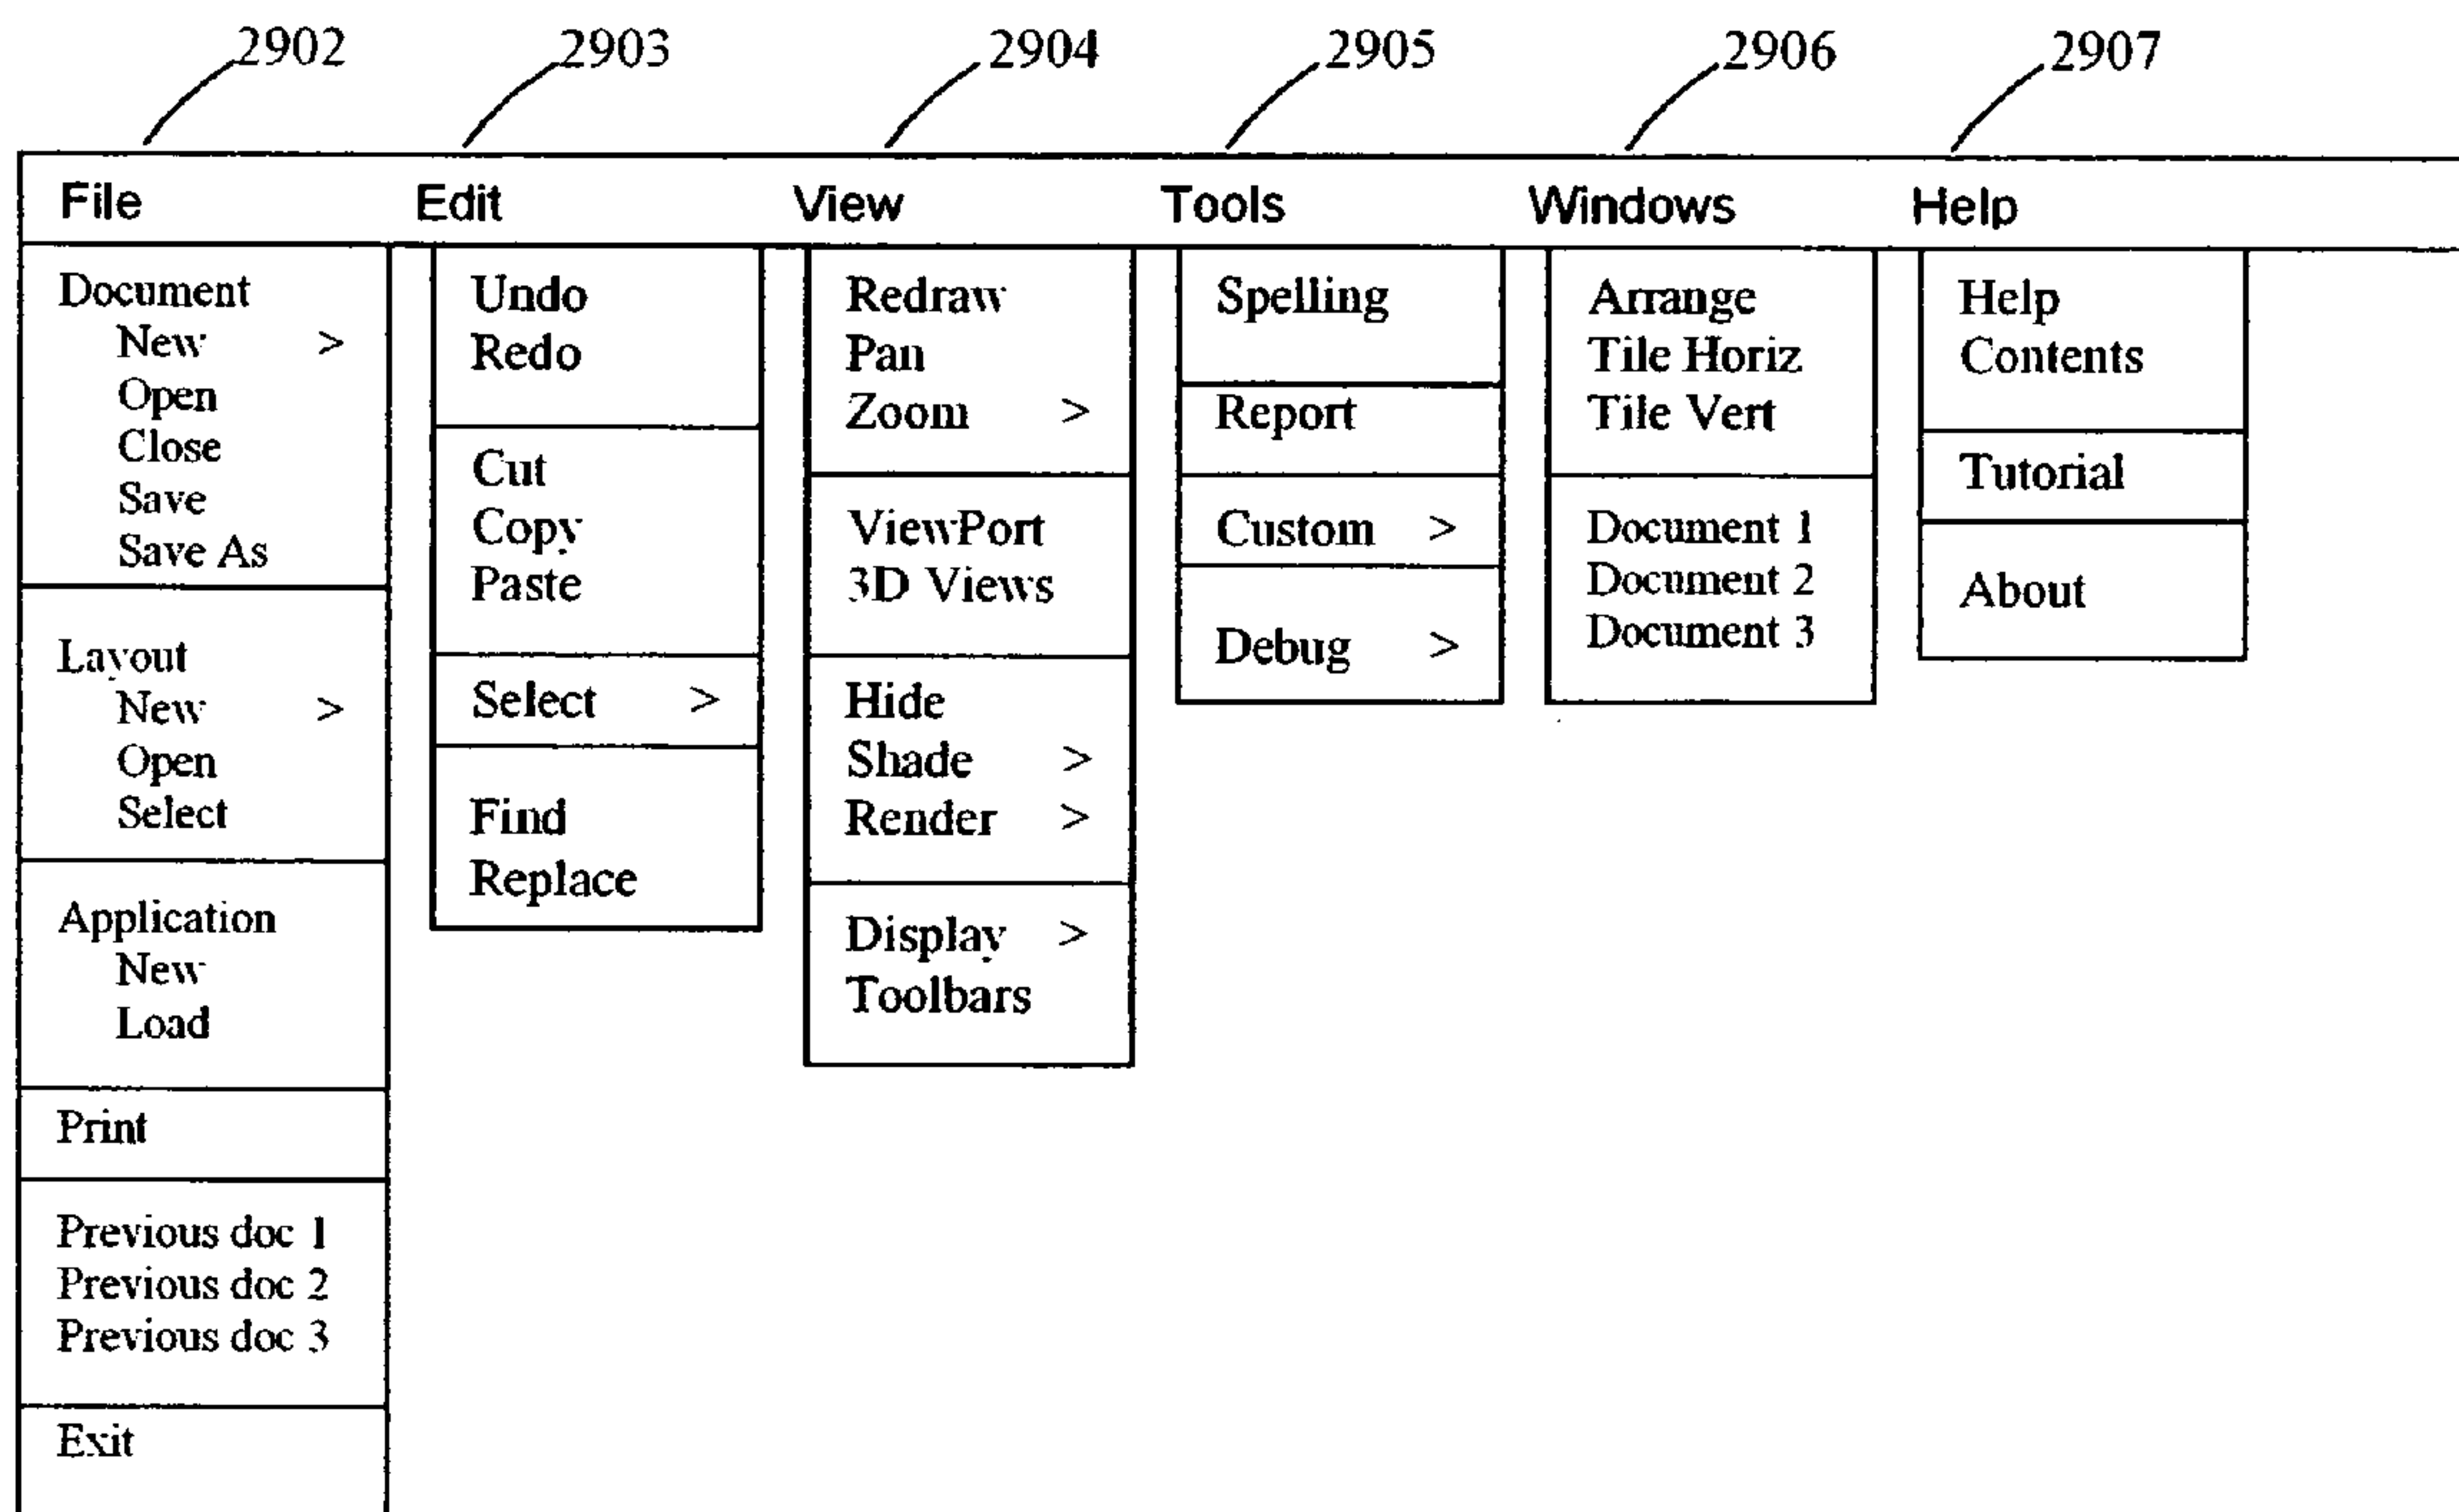 2902 2903 2904 2905 2906 2907
File Edit View Tools Windows Help
Document
New >
Open
Close
Save
Save As
Layout
New >
Open
Select
Application
New
Load
Print
Previous doc 1
Previous doc 2
Previous doc 3
Exit
Undo
Redo
Cut
Copy
Paste
Select >
Find
Replace
Redraw
Pan
Zoom >
ViewPort
3D Views
Hide
Shade >
Render >
Display >
Toolbars
Spelling
Report
Custom >
Debug >
Arrange
Tile Horiz
Tile Vert
Document 1
Document 2
Document 3
Help
Contents
Tutorial
About